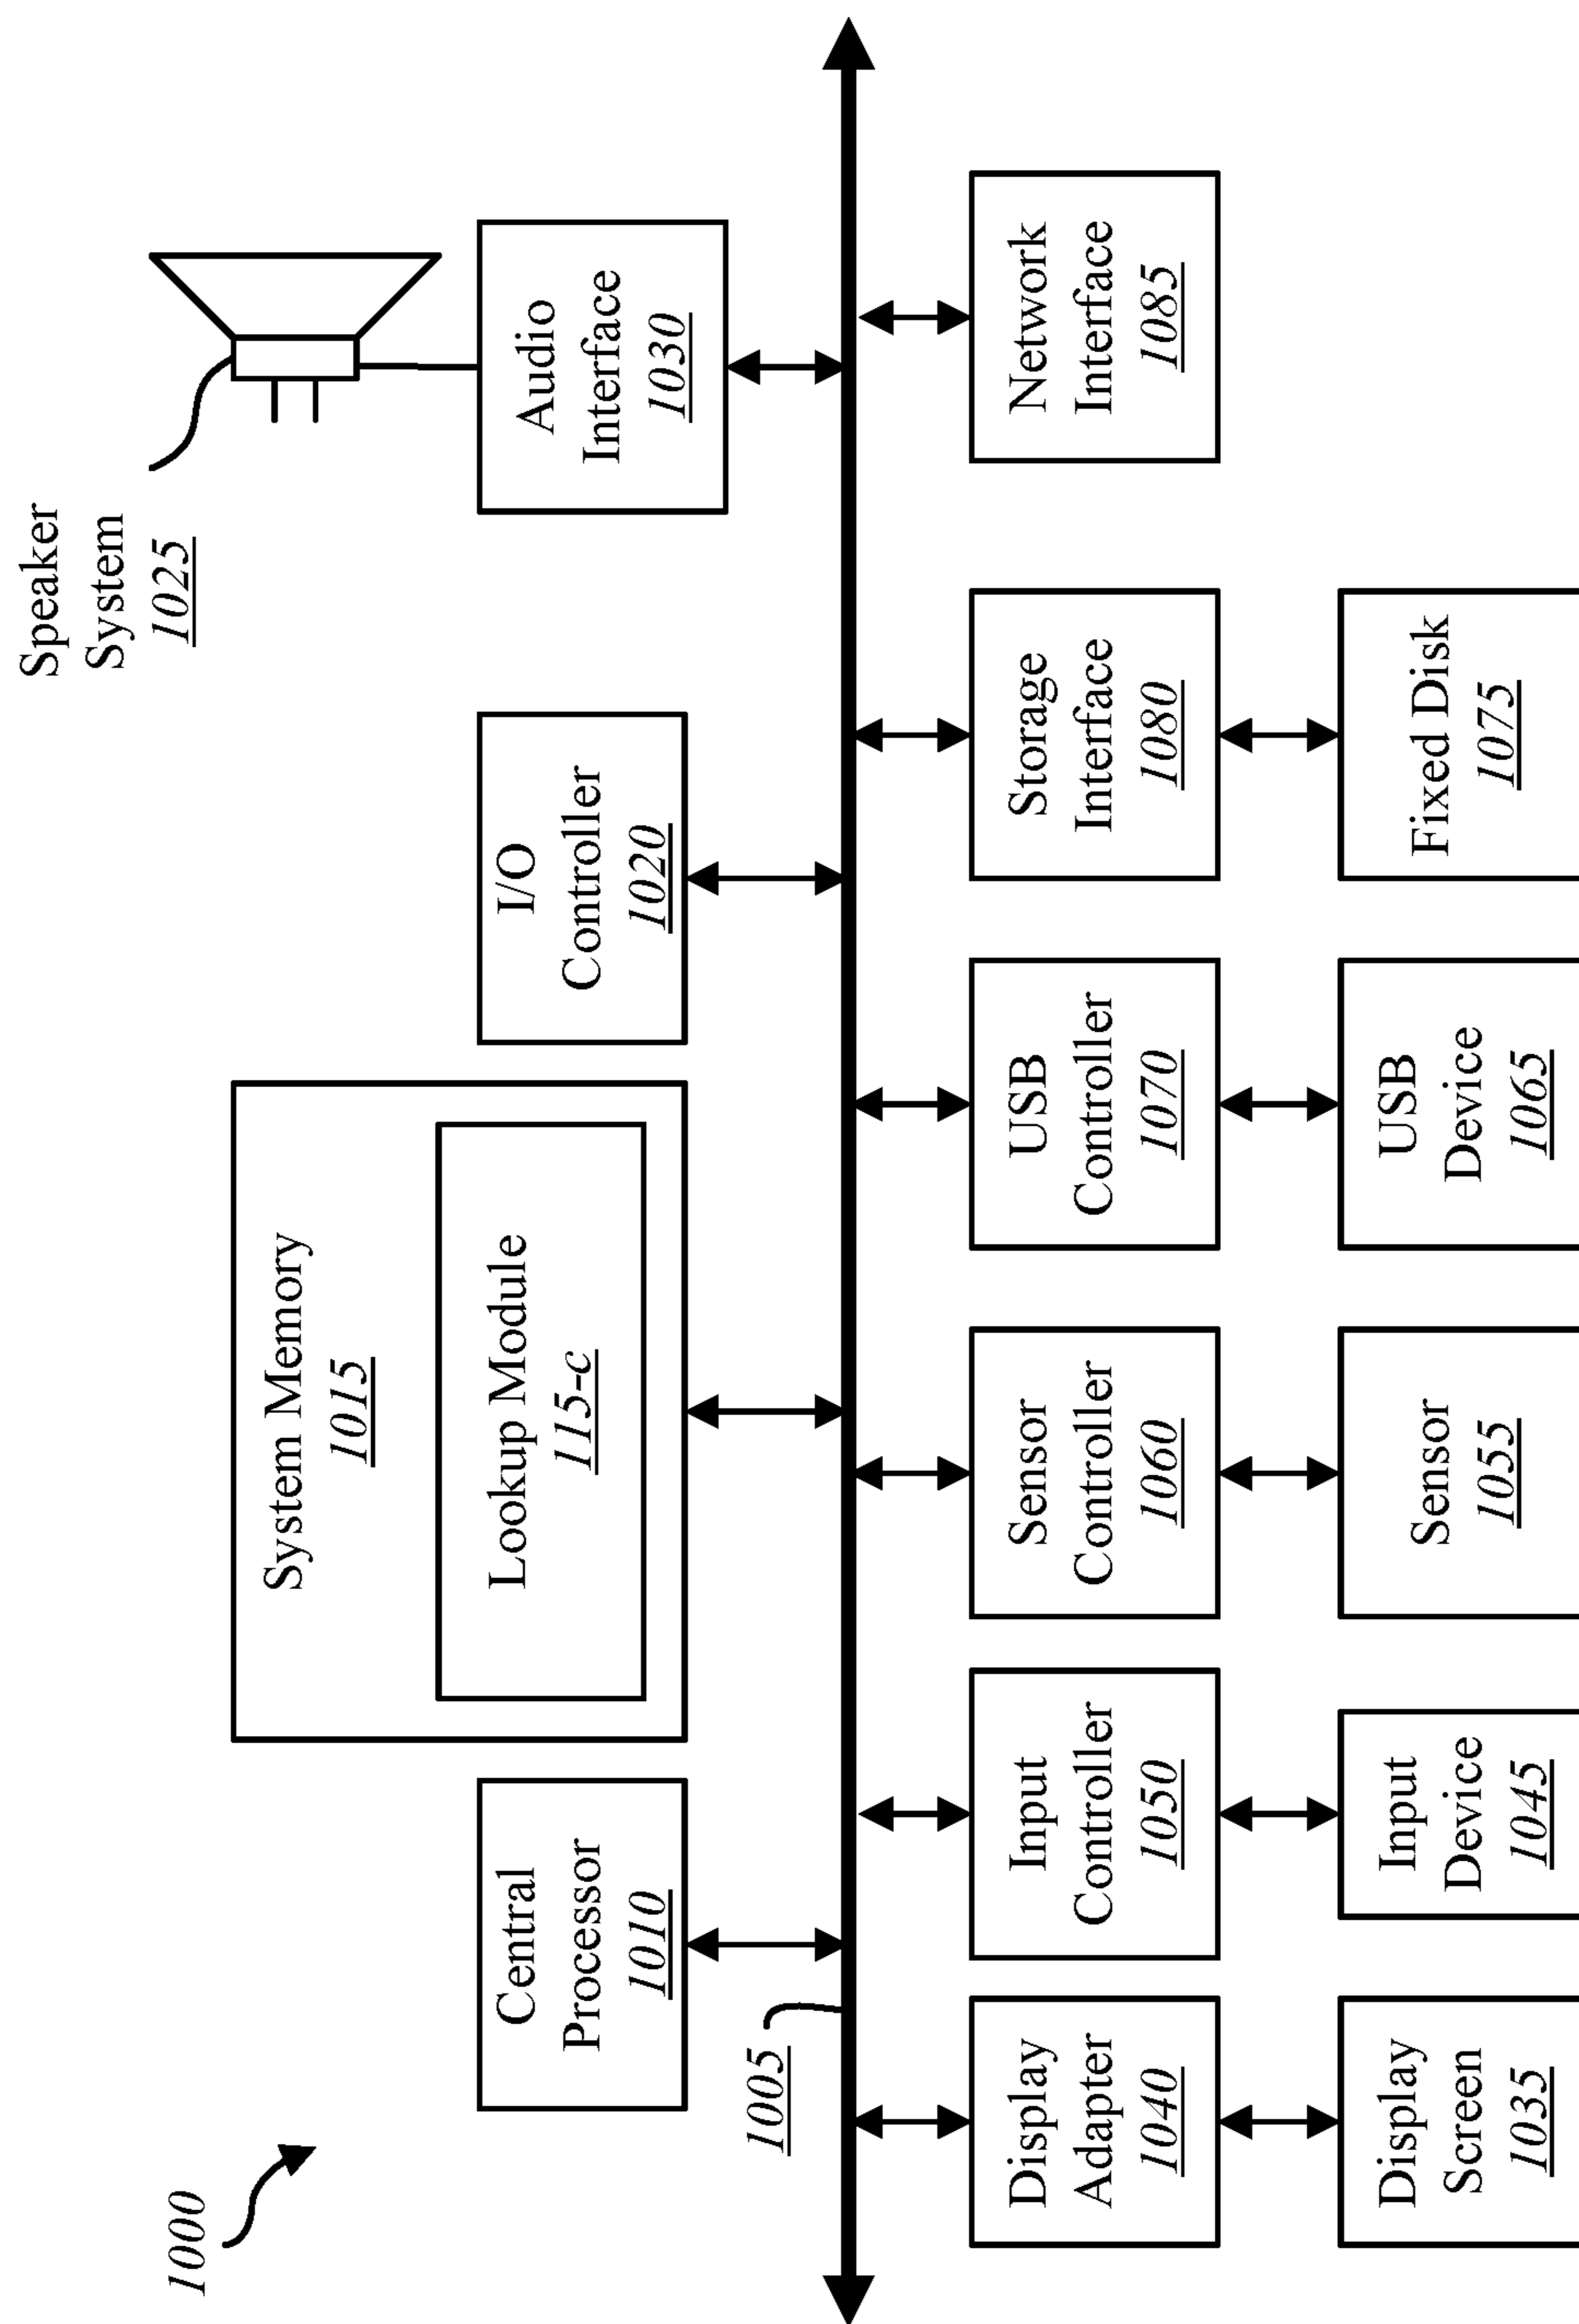 1000
Speaker
System
1025
System Memory
1015
Lookup Module
115-c
Central
Processor
1010
I/O
Controller
1020
Audio
Interface
1030
1005
Display
Adapter
1040
Input
Controller
1050
Sensor
Controller
1060
USB
Controller
1070
Storage
Interface
1080
Network
Interface
1085
Display
Screen
1035
Input
Device
1045
Sensor
1055
USB
Device
1065
Fixed Disk
1075